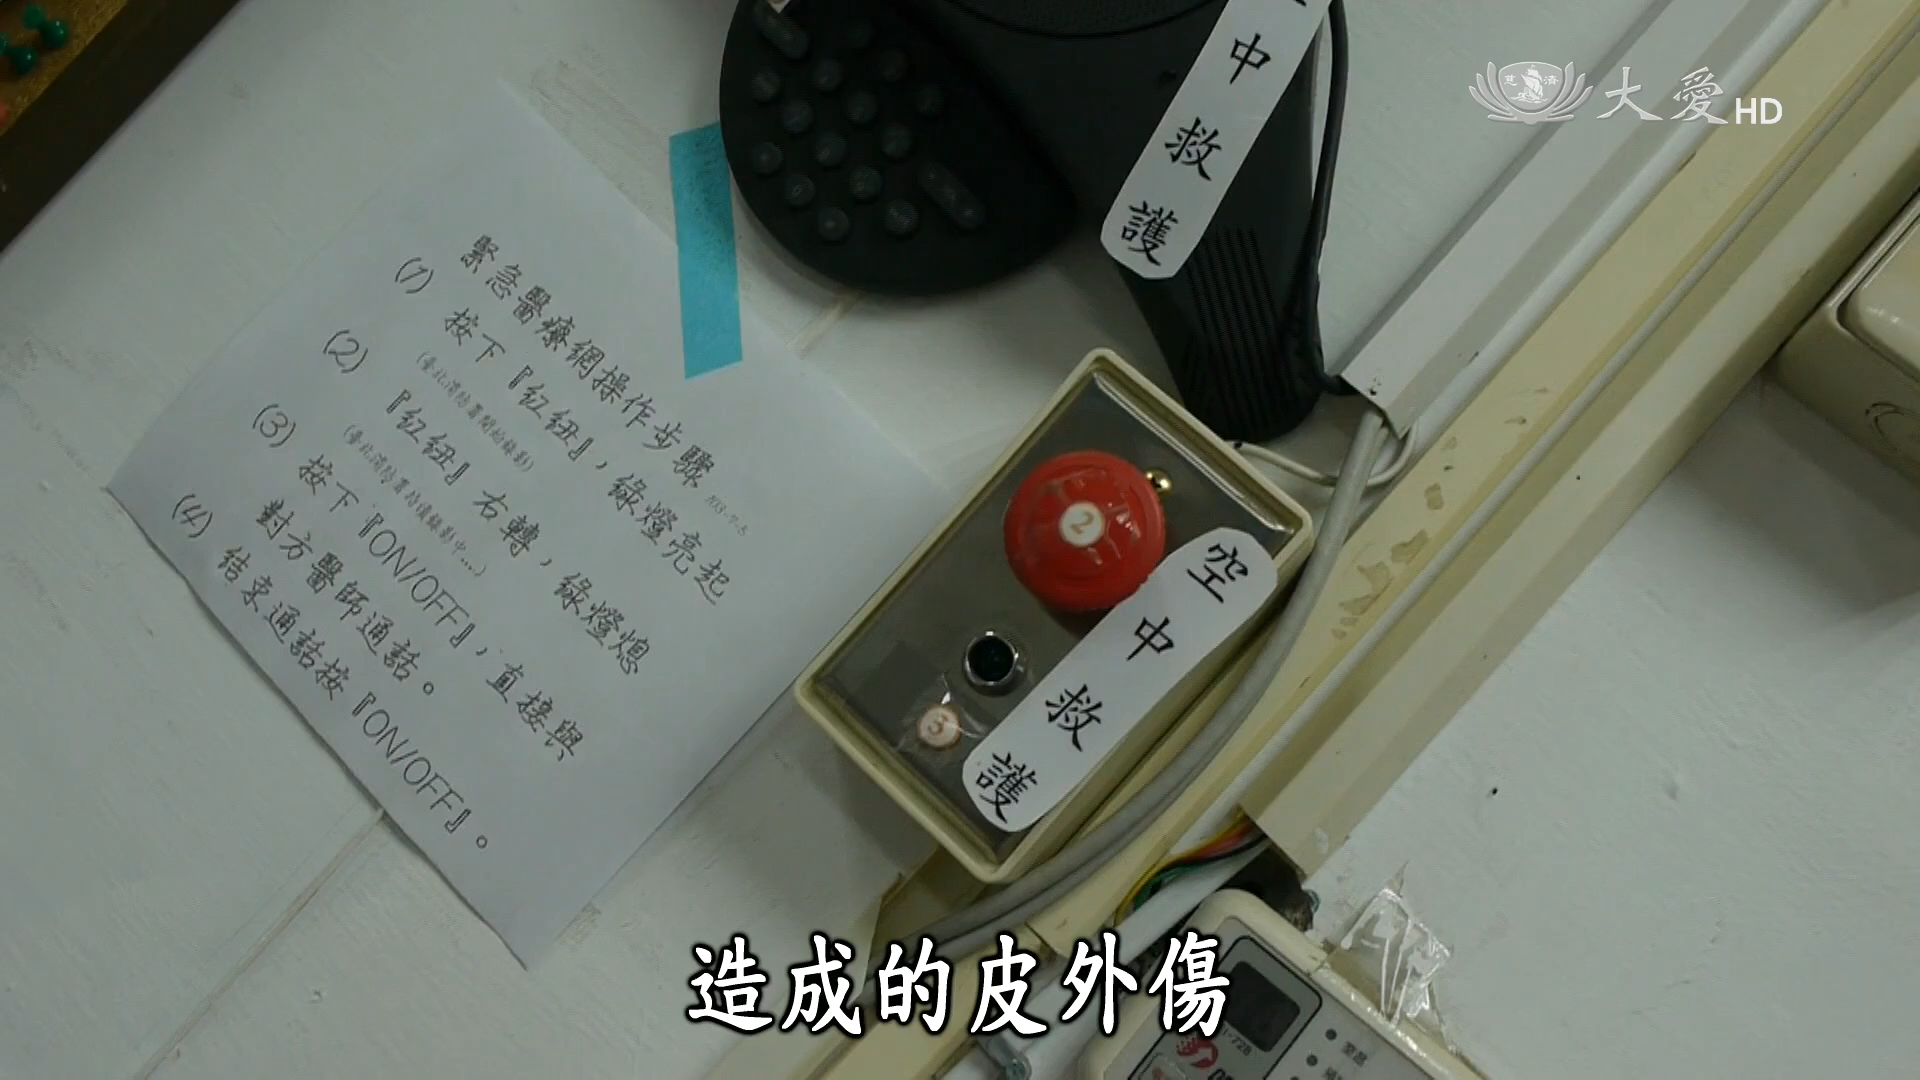 大愛HD
緊急醫療網操作步驟
(1) 按下『紅鈕』，綠燈亮起
(2) 『紅鈕』右轉，綠燈熄
(3) 按下『ON/OFF』，直接與
對方醫師通話。
(4) 結束通話按『ON/OFF』。
中救護
2
3
空中救護
造成的皮外傷